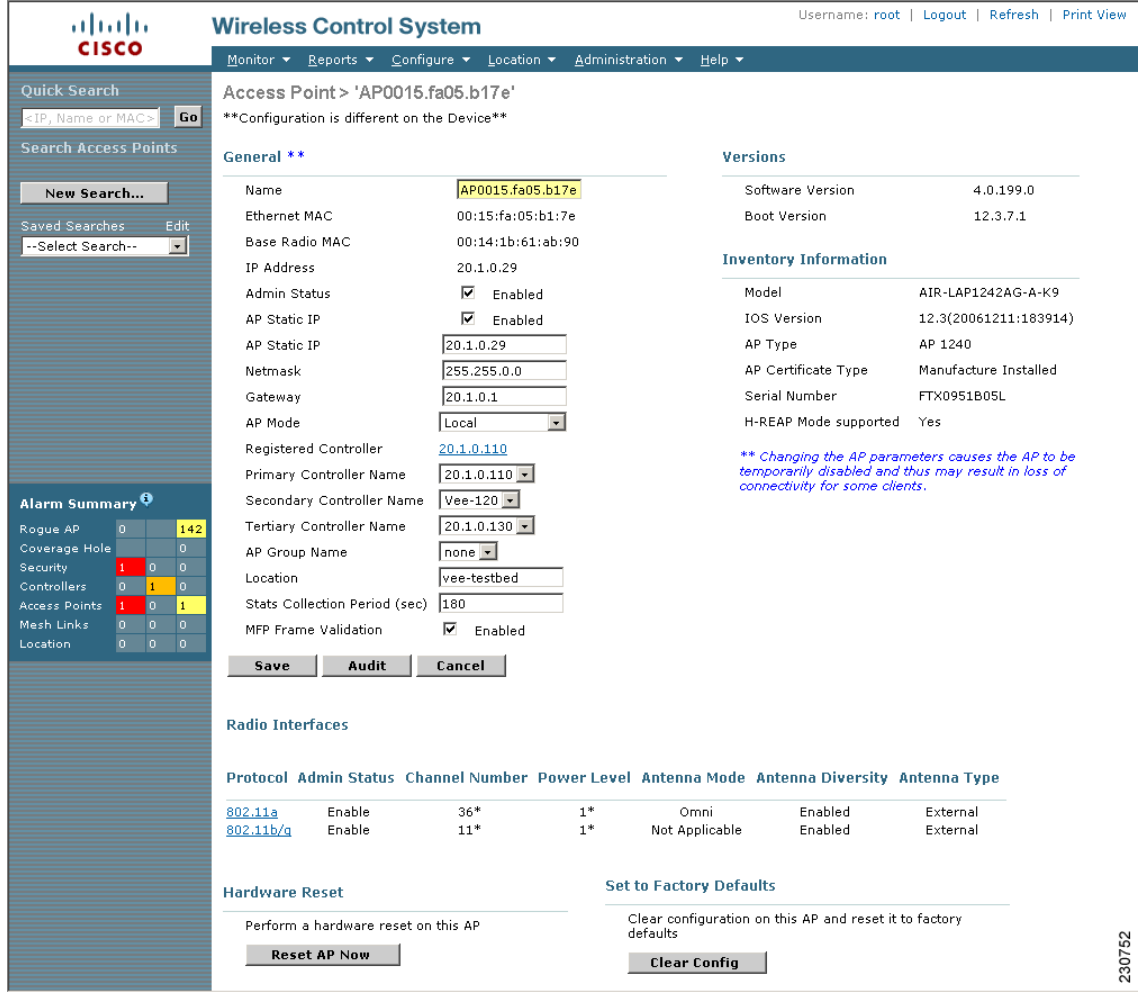 CISCO
Wireless Control System
Username: root | Logout | Refresh | Print View
Monitor Reports Configure Location Administration Help
Quick Search
<IP, Name or MAC> Go
Search Access Points
New Search...
Saved Searches Edit
--Select Search--
Alarm Summary
Rogue AP 0 142
Coverage Hole 0
Security 1 0 0
Controllers 0 1 0
Access Points 1 0 1
Mesh Links 0 0 0
Location 0 0 0
Access Point > 'AP0015.fa05.b17e'
**Configuration is different on the Device**
General **
Name AP0015.fa05.b17e
Ethernet MAC 00:15:fa:05:b1:7e
Base Radio MAC 00:14:1b:61:ab:90
IP Address 20.1.0.29
Admin Status Enabled
AP Static IP Enabled
AP Static IP 20.1.0.29
Netmask 255.255.0.0
Gateway 20.1.0.1
AP Mode Local
Registered Controller 20.1.0.110
Primary Controller Name 20.1.0.110
Secondary Controller Name Vee-120
Tertiary Controller Name 20.1.0.130
AP Group Name none
Location vee-testbed
Stats Collection Period (sec) 180
MFP Frame Validation Enabled
Save Audit Cancel
Versions
Software Version 4.0.199.0
Boot Version 12.3.7.1
Inventory Information
Model AIR-LAP1242AG-A-K9
IOS Version 12.3(20061211:183914)
AP Type AP 1240
AP Certificate Type Manufacture Installed
Serial Number FTX0951B05L
H-REAP Mode supported Yes
** Changing the AP parameters causes the AP to be
temporarily disabled and thus may result in loss of
connectivity for some clients.
Radio Interfaces
Protocol Admin Status Channel Number Power Level Antenna Mode Antenna Diversity Antenna Type
802.11a Enable 36* 1* Omni Enabled External
802.11b/g Enable 11* 1* Not Applicable Enabled External
Hardware Reset
Perform a hardware reset on this AP
Reset AP Now
Set to Factory Defaults
Clear configuration on this AP and reset it to factory
defaults
Clear Config
230752